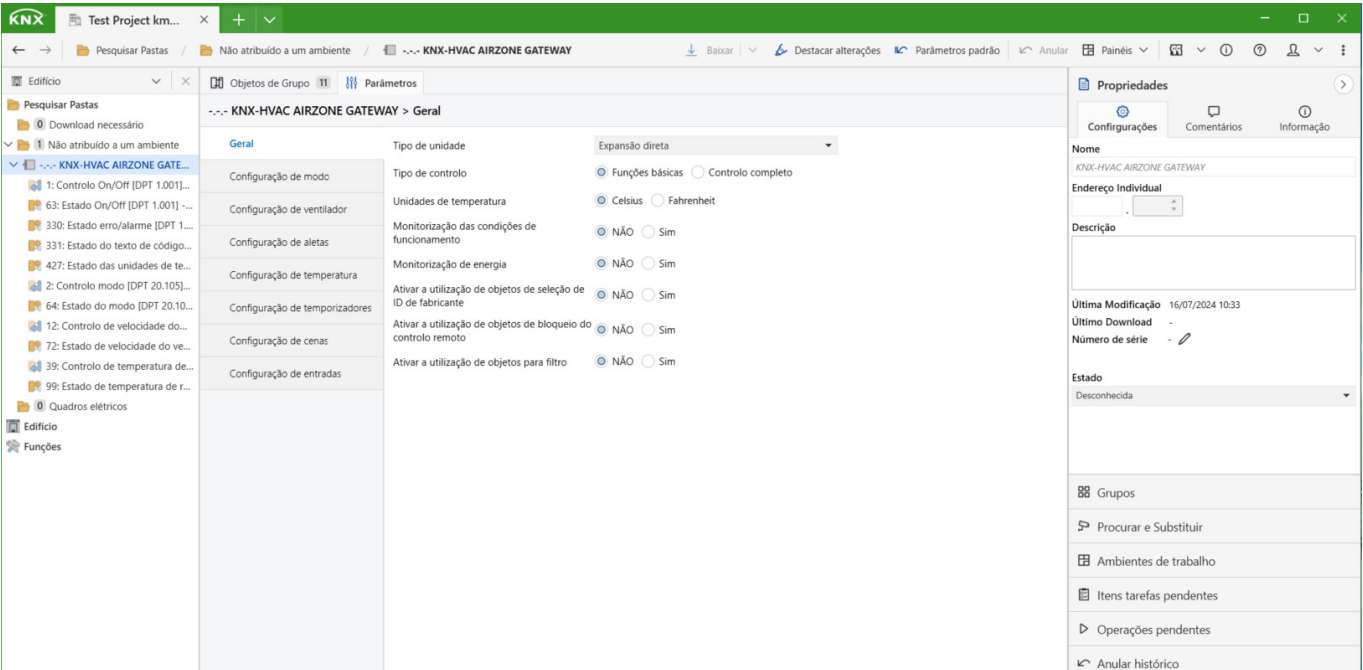 KNX
Test Project km...
Pesquisar Pastas / Não atribuído a um ambiente / -.-.- KNX-HVAC AIRZONE GATEWAY
Baixar
Destacar alterações
Parâmetros padrão
Anular
Painéis
Edifício
Pesquisar Pastas
0 Download necessário
1 Não atribuído a um ambiente
-.-.- KNX-HVAC AIRZONE GATE...
1: Controlo On/Off [DPT 1.001]...
63: Estado On/Off [DPT 1.001] -...
330: Estado erro/alarme [DPT 1....
331: Estado do texto de código...
427: Estado das unidades de te...
2: Controlo modo [DPT 20.105]...
64: Estado do modo [DPT 20.10...
12: Controlo de velocidade do...
72: Estado de velocidade do ve...
39: Controlo de temperatura de...
99: Estado de temperatura de r...
0 Quadros elétricos
Edifício
Funções
Objetos de Grupo 11
Parâmetros
-.-.- KNX-HVAC AIRZONE GATEWAY > Geral
Geral
Configuração de modo
Configuração de ventilador
Configuração de aletas
Configuração de temperatura
Configuração de temporizadores
Configuração de cenas
Configuração de entradas
Tipo de unidade Expansão direta
Tipo de controlo Funções básicas Controlo completo
Unidades de temperatura Celsius Fahrenheit
Monitorização das condições de
funcionamento NÃO Sim
Monitorização de energia NÃO Sim
Ativar a utilização de objetos de seleção de
ID de fabricante NÃO Sim
Ativar a utilização de objetos de bloqueio do
controlo remoto NÃO Sim
Ativar a utilização de objetos para filtro NÃO Sim
Propriedades
Confirgurações
Comentários
Informação
Nome
KNX-HVAC AIRZONE GATEWAY
Endereço Individual
.
Descrição
Última Modificação 16/07/2024 10:33
Último Download -
Número de série -
Estado
Desconhecida
Grupos
Procurar e Substituir
Ambientes de trabalho
Itens tarefas pendentes
Operações pendentes
Anular histórico